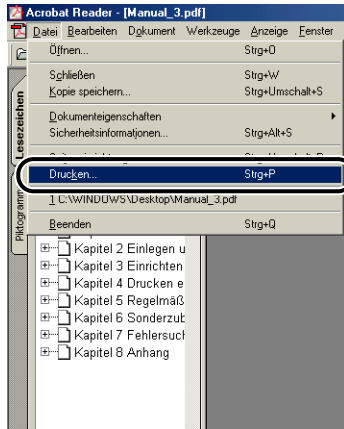 Acrobat Reader - [Manual_3.pdf]
Datei Bearbeiten Dokument Werkzeuge Anzeige Fenster
Öffnen... Strg+O
Schließen Strg+W
Kopie speichern... Strg+Umschalt+S
Dokumenteigenschaften
Sicherheitsinformationen... Strg+Alt+S
Drucken... Strg+P
1 C:\WINDOWS\Desktop\Manual_3.pdf
Beenden Strg+Q
Lesezeichen
Piktogramme
Kapitel 2 Einlegen u
Kapitel 3 Einrichten
Kapitel 4 Drucken e
Kapitel 5 Regelmäß
Kapitel 6 Sonderzub
Kapitel 7 Fehlersuch
Kapitel 8 Anhang